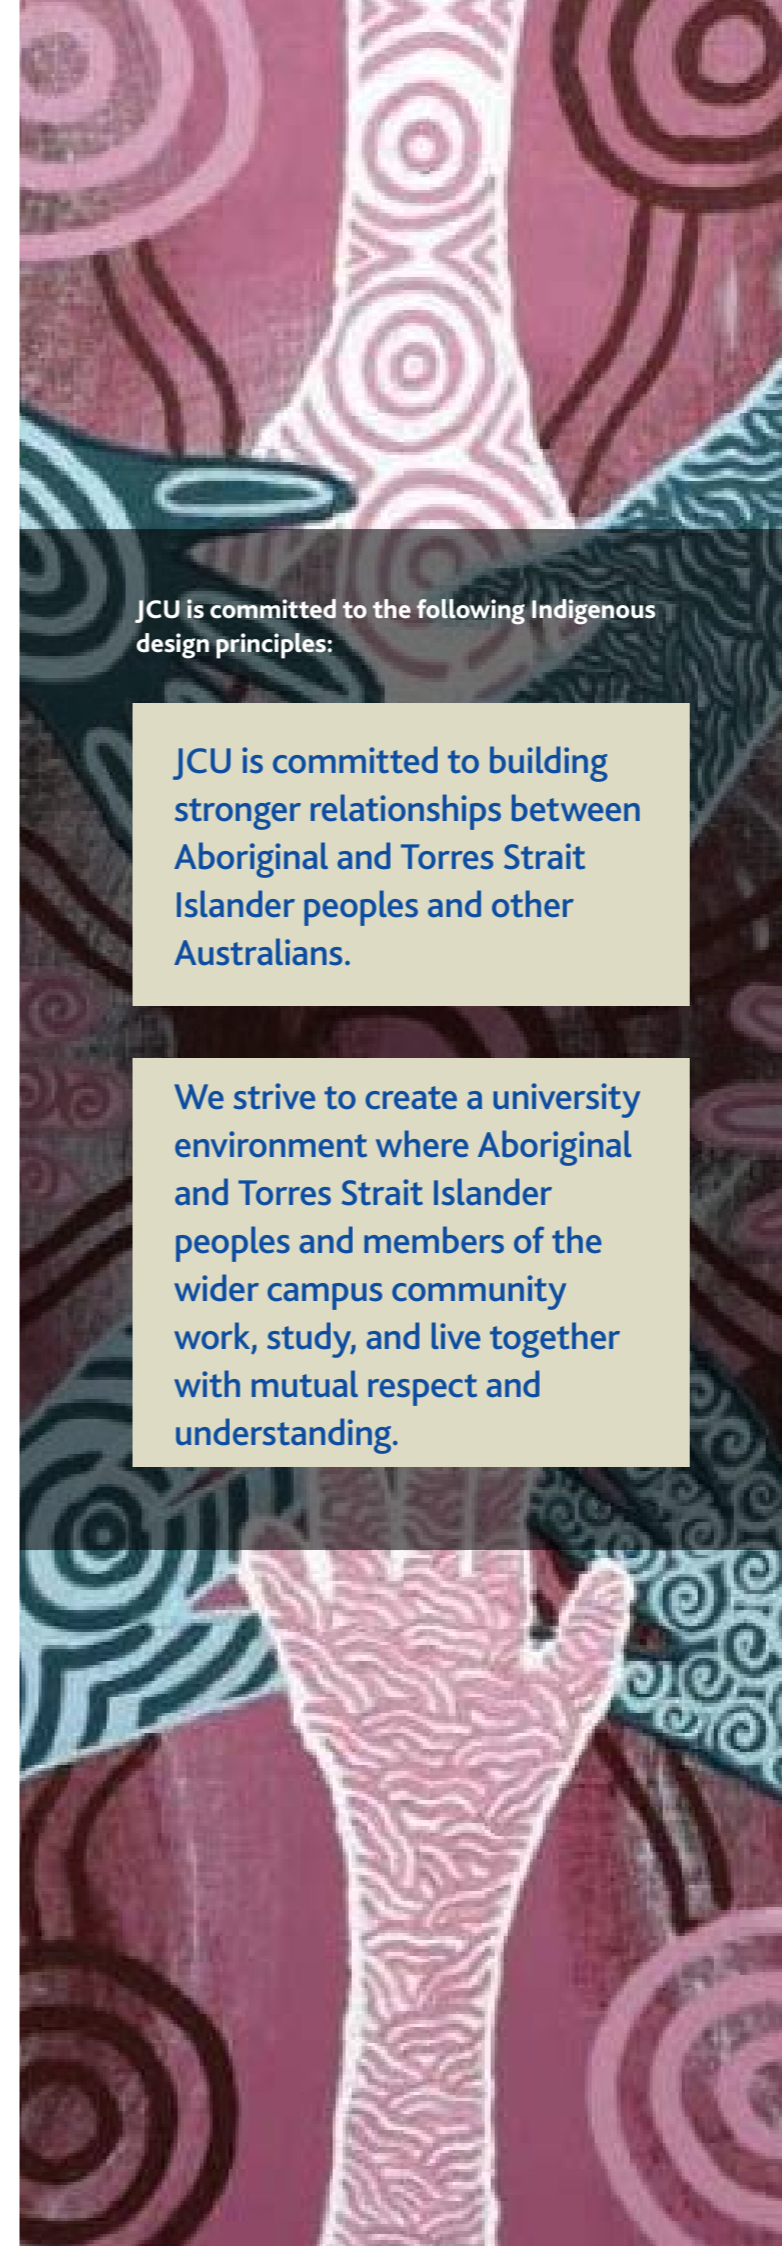 JCU is committed to the following Indigenous
design principles:
JCU is committed to building
stronger relationships between
Aboriginal and Torres Strait
Islander peoples and other
Australians.
We strive to create a university
environment where Aboriginal
and Torres Strait Islander
peoples and members of the
wider campus community
work, study, and live together
with mutual respect and
understanding.